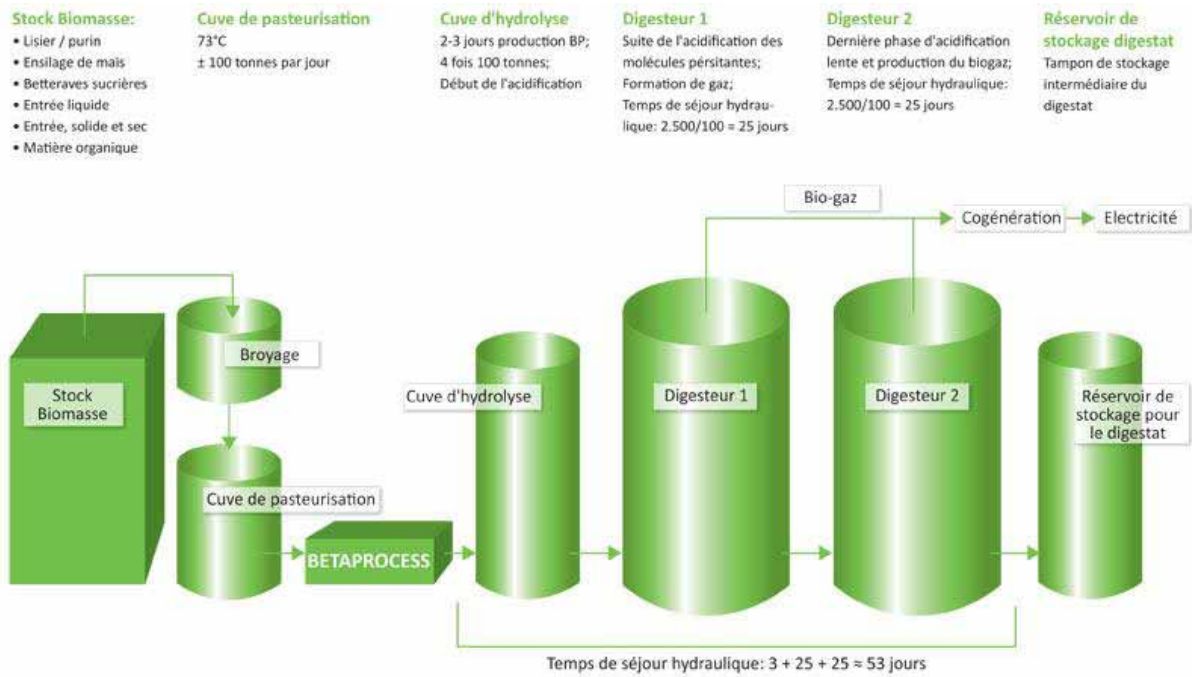 Stock Biomasse:
• Lisier / purin
• Ensilage de maïs
• Betteraves sucrières
• Entrée liquide
• Entrée, solide et sec
• Matière organique
Cuve de pasteurisation
73°C
± 100 tonnes par jour
Cuve d'hydrolyse
2-3 jours production BP;
4 fois 100 tonnes;
Début de l'acidification
Digesteur 1
Suite de l'acidification des
molécules pérsitantes;
Formation de gaz;
Temps de séjour hydrau-
lique: 2.500/100 = 25 jours
Digesteur 2
Dernière phase d'acidification
lente et production du biogaz;
Temps de séjour hydraulique:
2.500/100 = 25 jours
Réservoir de
stockage digestat
Tampon de stockage
intermédiaire du
digestat
Bio-gaz
Cogénération
Electricité
Broyage
Stock
Biomasse
Cuve d'hydrolyse
Digesteur 1
Digesteur 2
Réservoir de
stockage pour
le digestat
Cuve de pasteurisation
BETAPROCESS
Temps de séjour hydraulique: 3 + 25 + 25 ≈ 53 jours